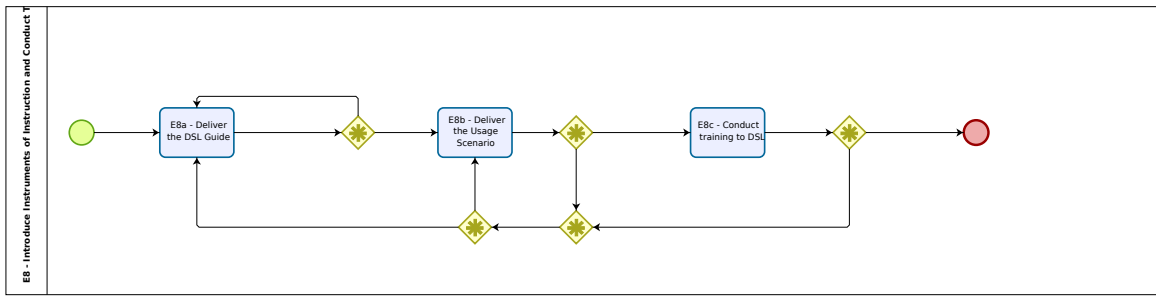 E8 - Introduce Instruments of Instruction and Conduct T
E8a - Deliver
the DSL Guide
E8b - Deliver
the Usage
Scenario
E8c - Conduct
training to DSL